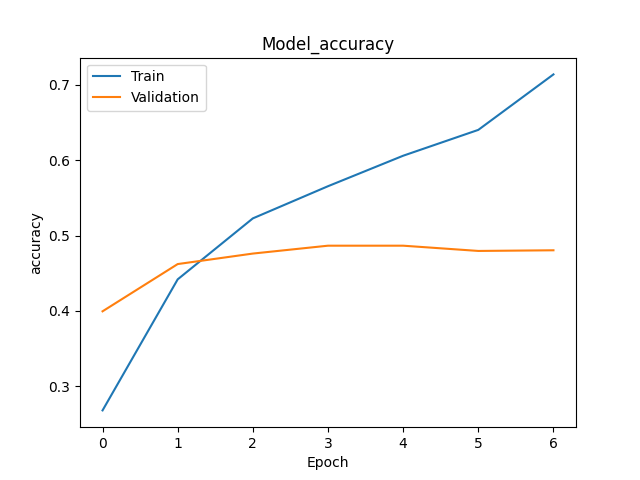 Model_accuracy
Train
Validation
0.7
0.6
0.5
0.4
0.3
accuracy
0 1 2 3 4 5 6
Epoch